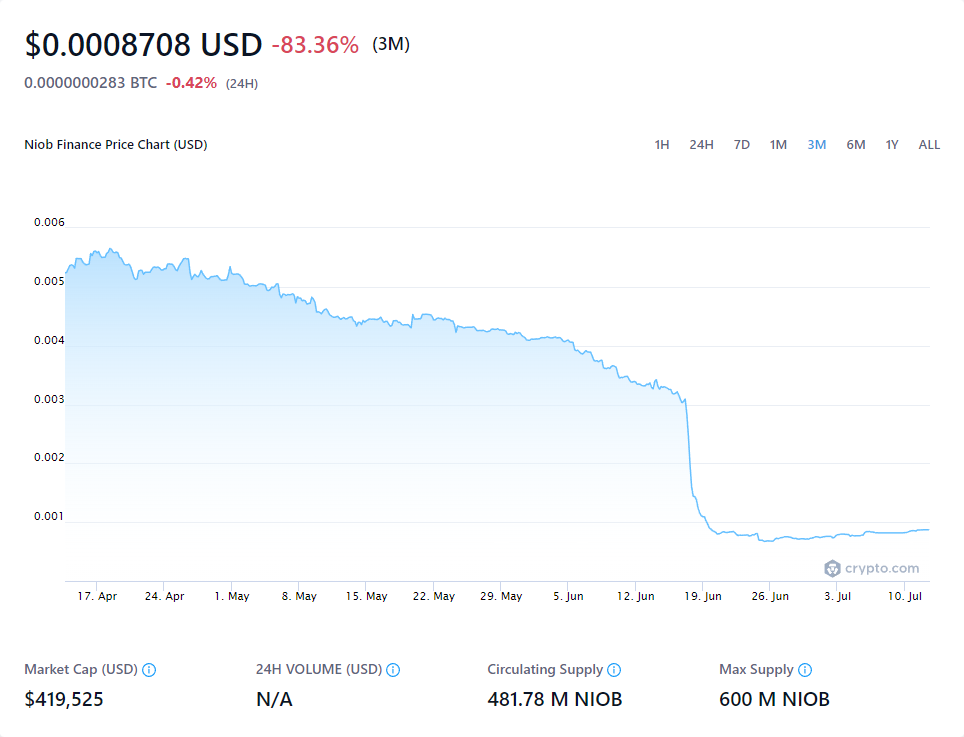 $0.0008708 USD -83.36% (3M)
0.0000000283 BTC -0.42% (24H)
Niob Finance Price Chart (USD) 1H 24H 7D 1M 3M 6M 1Y ALL
0.006
0.005
0.004
0.003
0.002
0.001
crypto.com
17. Apr 24. Apr 1. May 8. May 15. May 22. May 29. May 5. Jun 12. Jun 19. Jun 26. Jun 3. Jul 10. Jul
Market Cap (USD) 24H VOLUME (USD) Circulating Supply Max Supply
$419,525 N/A 481.78 M NIOB 600 M NIOB